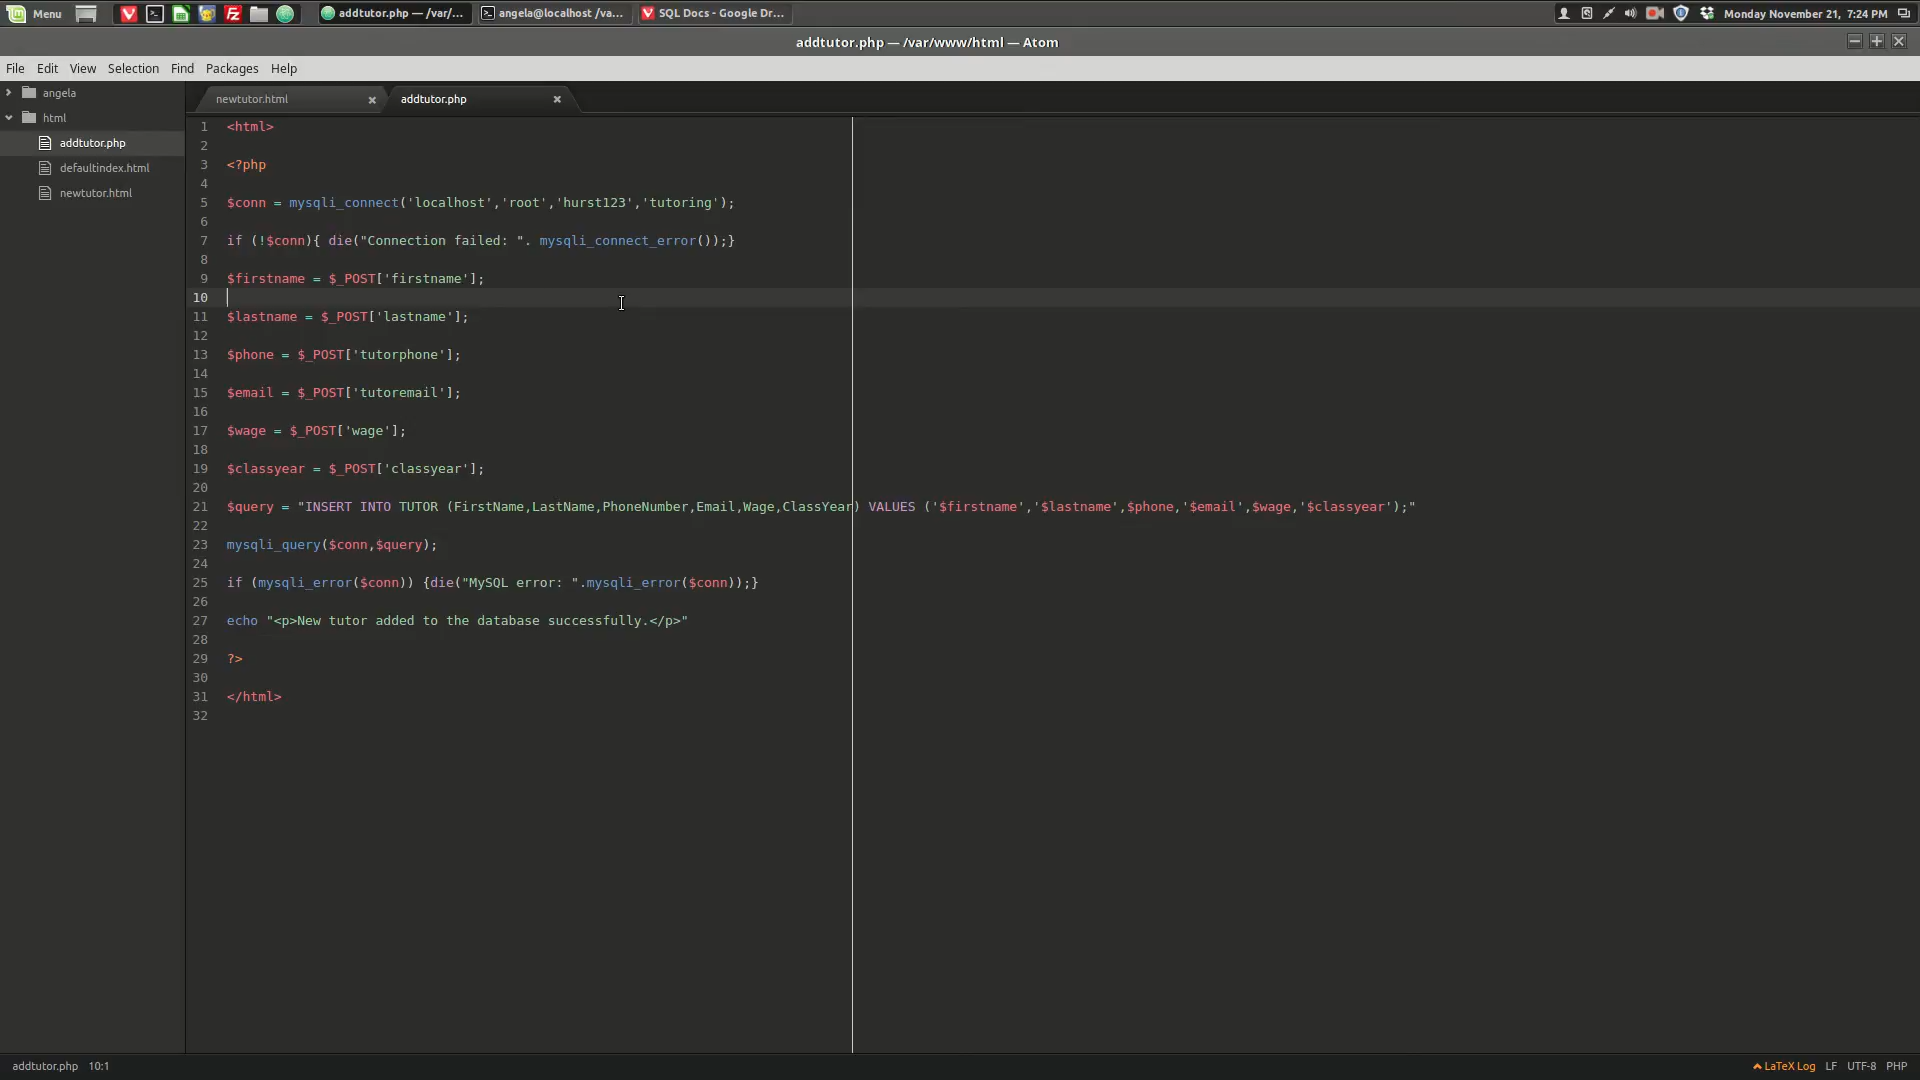 Menu
addtutor.php — /var/...
angela@localhost /va...
SQL Docs - Google Dr...
Monday November 21, 7:24 PM
addtutor.php — /var/www/html — Atom
File Edit View Selection Find Packages Help
angela
html
addtutor.php
defaultindex.html
newtutor.html
newtutor.html
addtutor.php
1 <html>
2
3 <?php
4
5 $conn = mysqli_connect('localhost','root','hurst123','tutoring');
6
7 if (!$conn){ die("Connection failed: ". mysqli_connect_error());}
8
9 $firstname = $_POST['firstname'];
10
11 $lastname = $_POST['lastname'];
12
13 $phone = $_POST['tutorphone'];
14
15 $email = $_POST['tutoremail'];
16
17 $wage = $_POST['wage'];
18
19 $classyear = $_POST['classyear'];
20
21 $query = "INSERT INTO TUTOR (FirstName,LastName,PhoneNumber,Email,Wage,ClassYear) VALUES ('$firstname','$lastname',$phone,'$email',$wage,'$classyear');"
22
23 mysqli_query($conn,$query);
24
25 if (mysqli_error($conn)) {die("MySQL error: ".mysqli_error($conn));}
26
27 echo "<p>New tutor added to the database successfully.</p>"
28
29 ?>
30
31 </html>
32
addtutor.php 10:1
LaTeX Log LF UTF-8 PHP